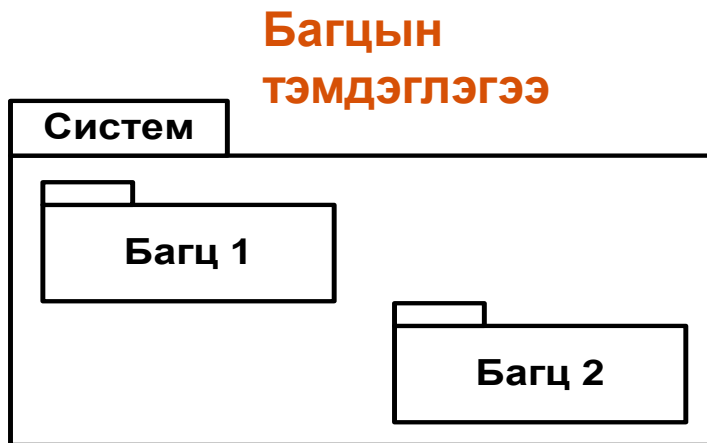 Багцын
тэмдэглэгээ
Систем
Багц 1
Багц 2